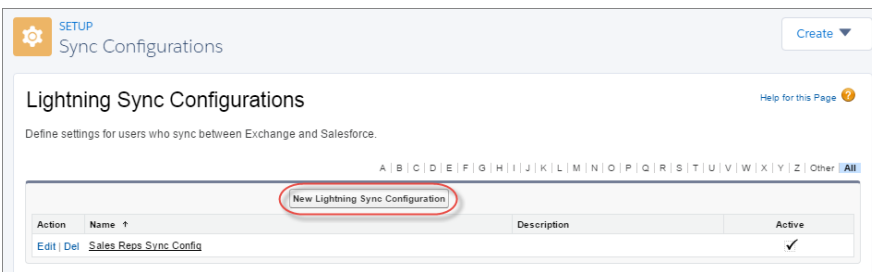 SETUP
Sync Configurations
Create
Lightning Sync Configurations
Help for this Page ?
Define settings for users who sync between Exchange and Salesforce.
A | B | C | D | E | F | G | H | I | J | K | L | M | N | O | P | Q | R | S | T | U | V | W | X | Y | Z | Other | All
New Lightning Sync Configuration
Action Name ↑ Description Active
Edit | Del Sales Reps Sync Config ✓